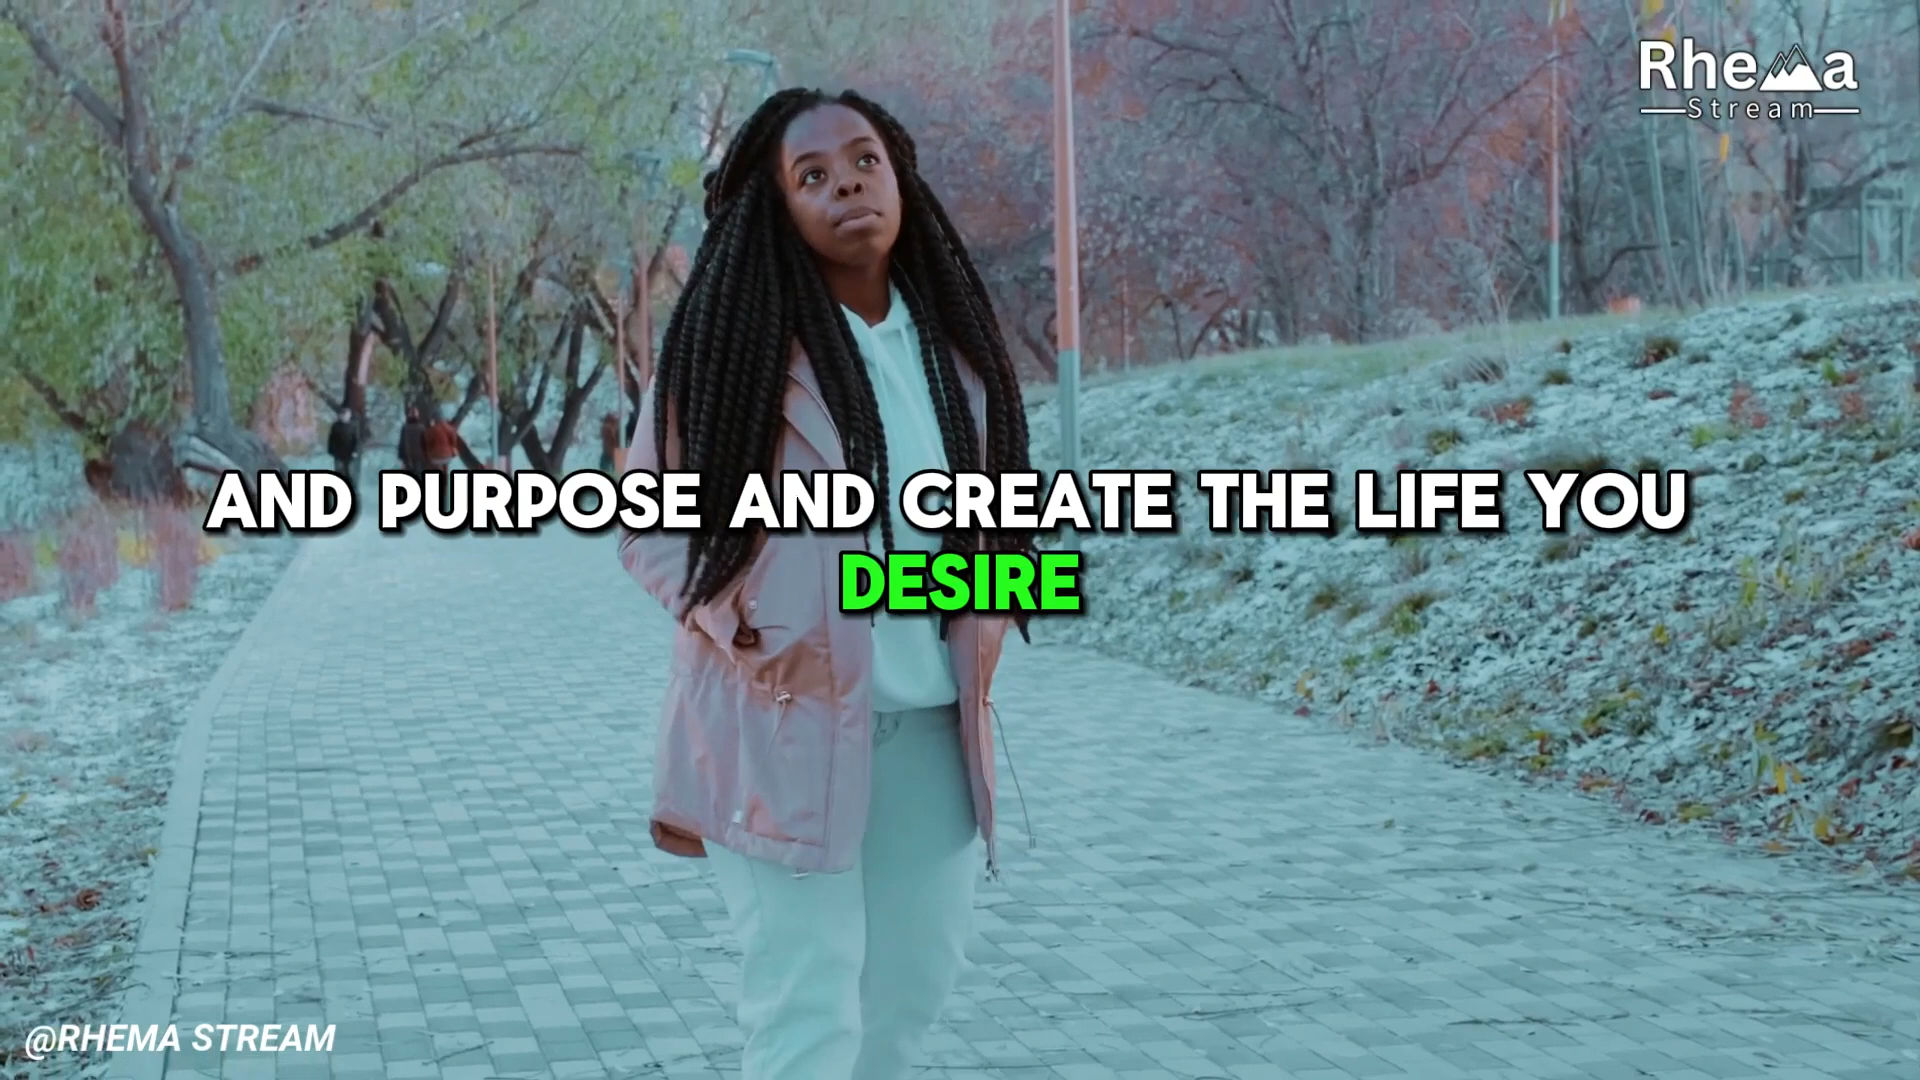 Rhema
Stream
AND PURPOSE AND CREATE THE LIFE YOU
DESIRE
@RHEMA STREAM